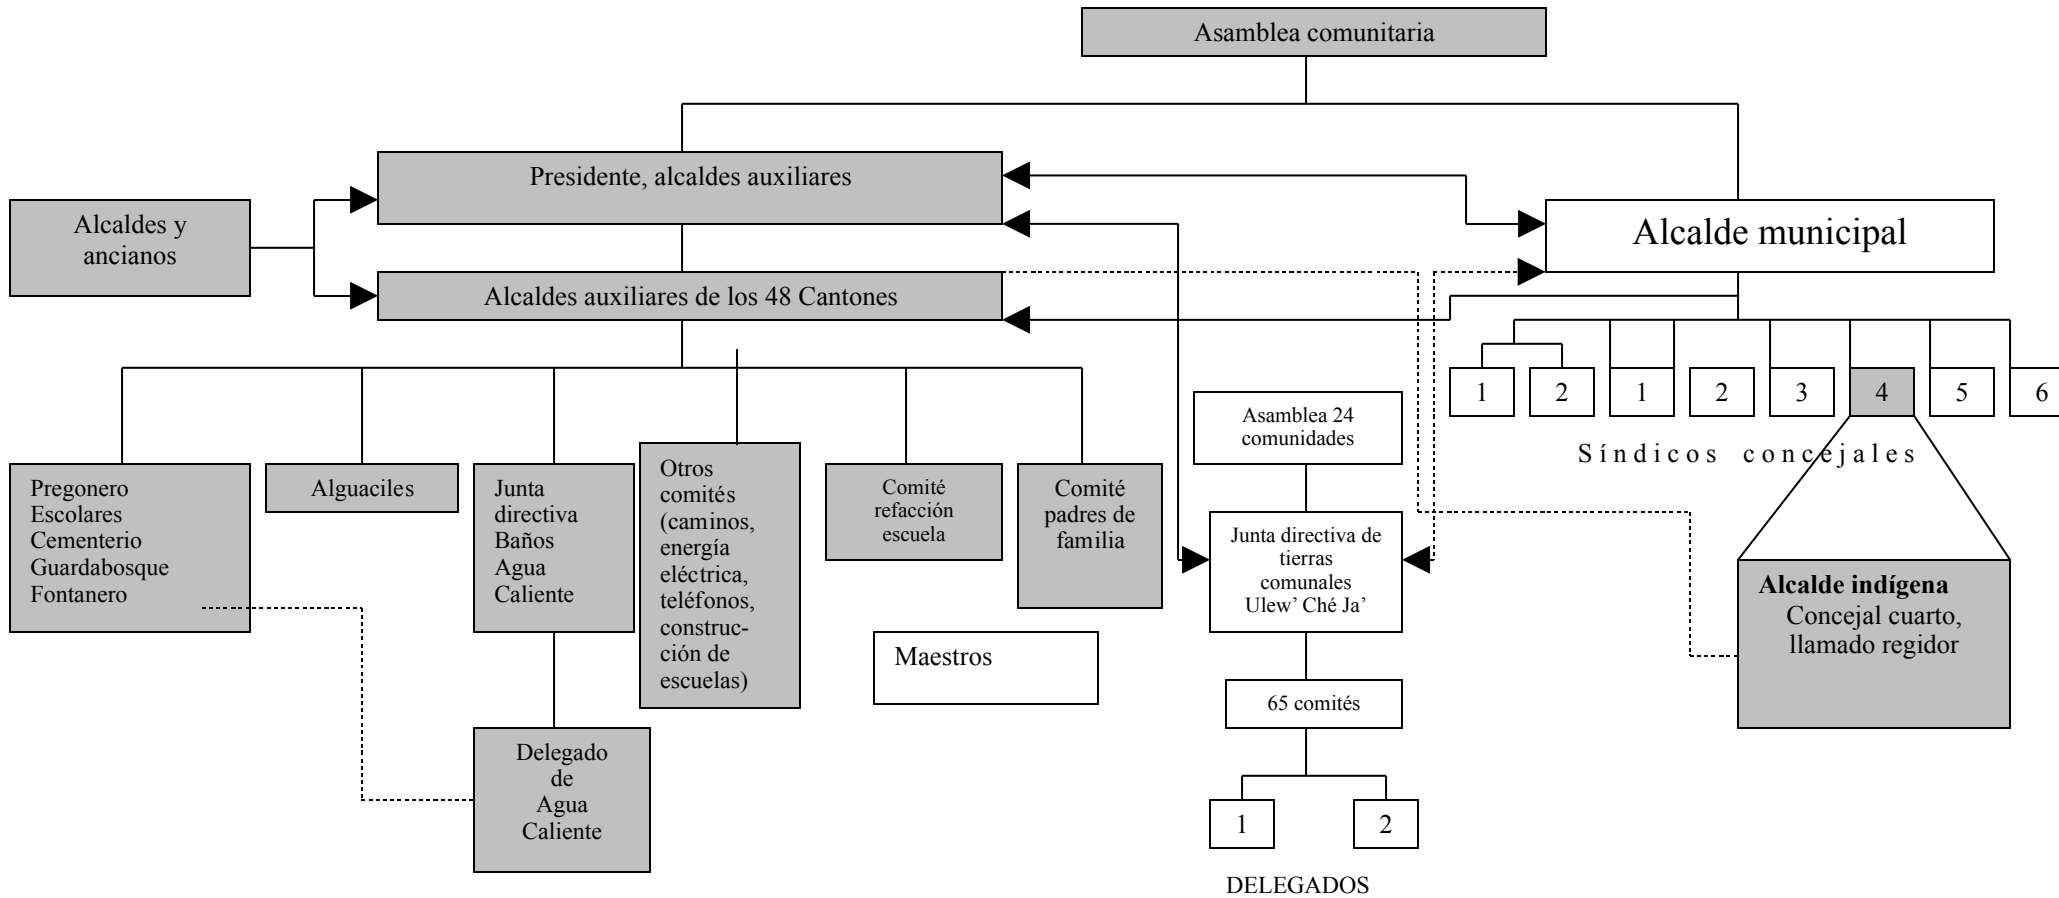 Asamblea comunitaria
Presidente, alcaldes auxiliares
Alcaldes y
ancianos
Alcalde municipal
Alcaldes auxiliares de los 48 Cantones
1 2 1 2 3 4 5 6
Síndicos concejales
Asamblea 24
comunidades
Pregonero
Escolares
Cementerio
Guardabosque
Fontanero
Alguaciles
Junta
directiva
Baños
Agua
Caliente
Otros
comités
(caminos,
energía
eléctrica,
teléfonos,
construc-
ción de
escuelas)
Comité
refacción
escuela
Comité
padres de
familia
Junta directiva de
tierras
comunales
Ulew’ Ché Ja’
Alcalde indígena
Concejal cuarto,
llamado regidor
Maestros
65 comités
Delegado
de
Agua
Caliente
1 2
DELEGADOS